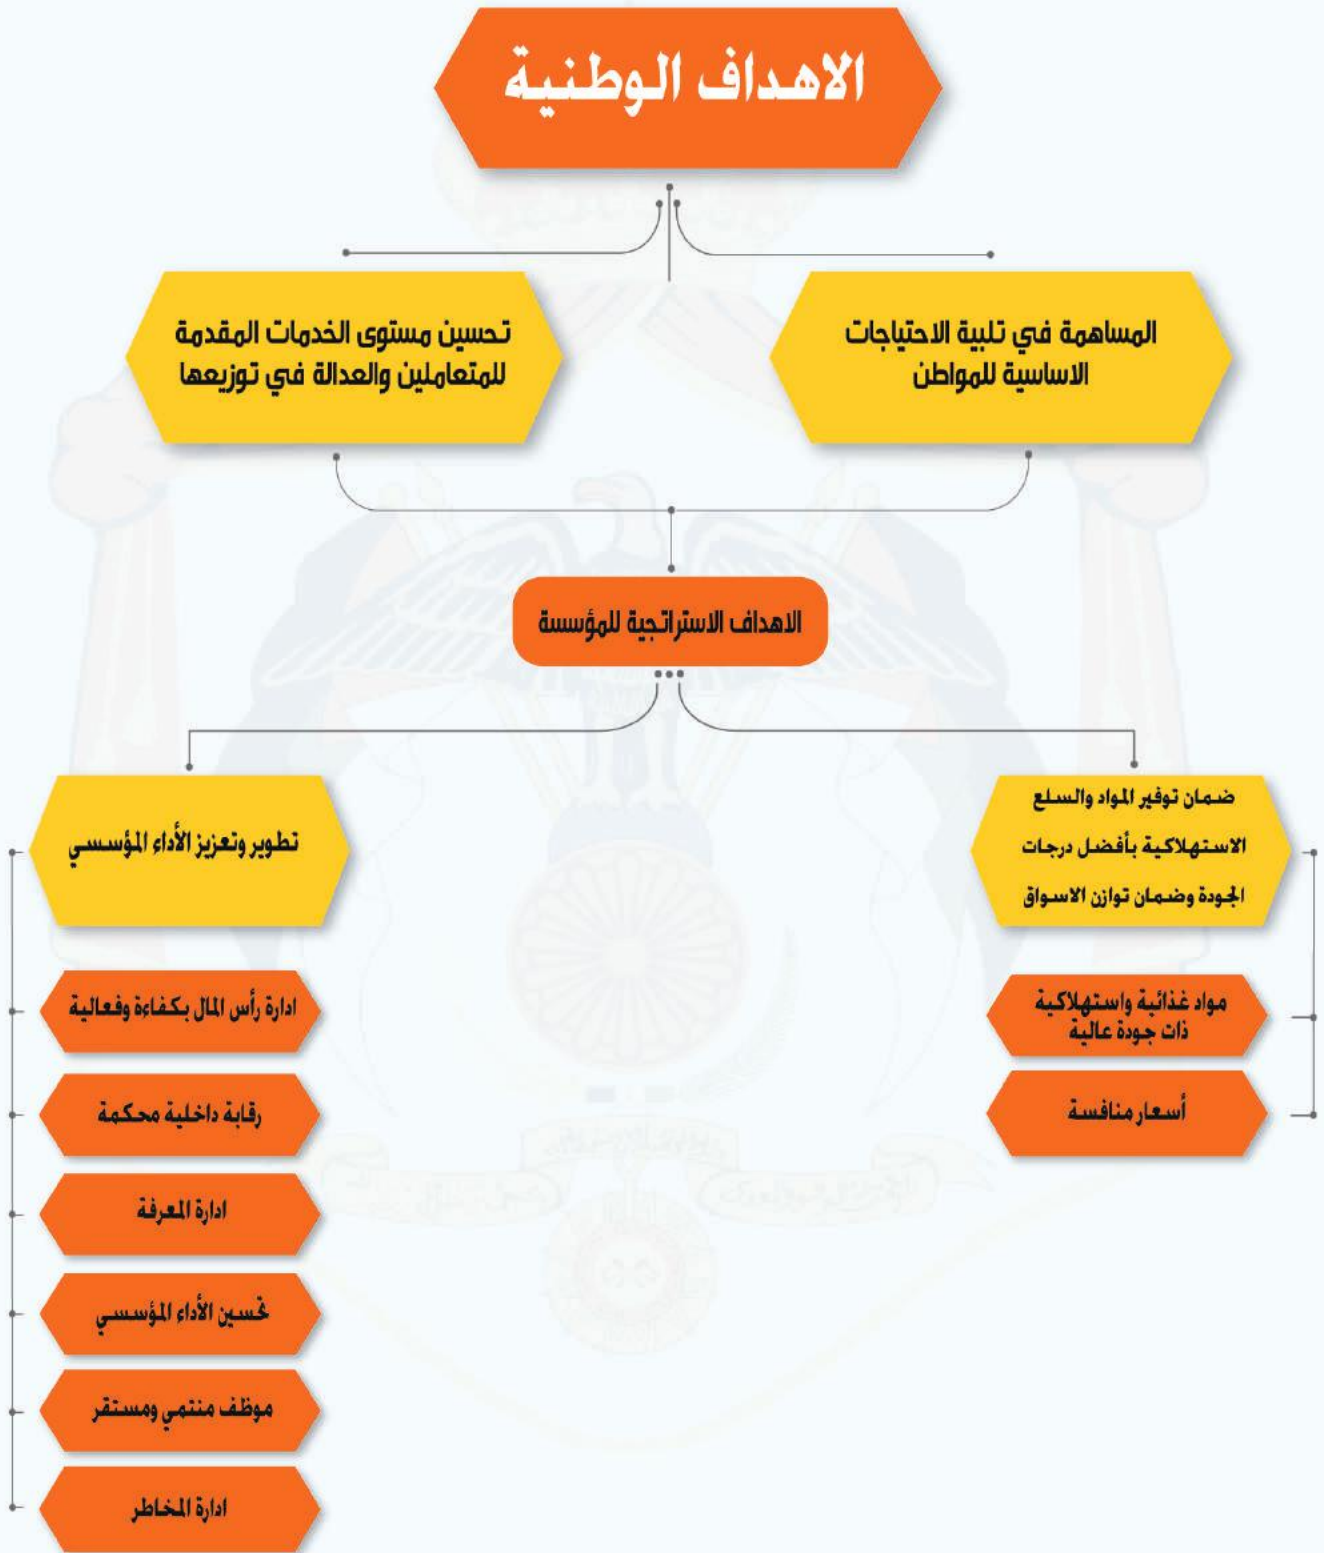 الاهداف الوطنية
المساهمة في تلبية الاحتياجات
الاساسية للمواطن
تحسين مستوى الخدمات المقدمة
للمتعاملين والعدالة في توزيعها
الاهداف الاستراتجية للمؤسسة
ضمان توفير المواد والسلع
الاستهلاكية بأفضل درجات
الجودة وضمان توازن الاسواق
مواد غذائية واستهلاكية
ذات جودة عالية
أسعار منافسة
تطوير وتعزيز الأداء المؤسسي
ادارة رأس المال بكفاءة وفعالية
رقابة داخلية محكمة
ادارة المعرفة
تحسين الأداء المؤسسي
موظف منتمي ومستقر
ادارة المخاطر